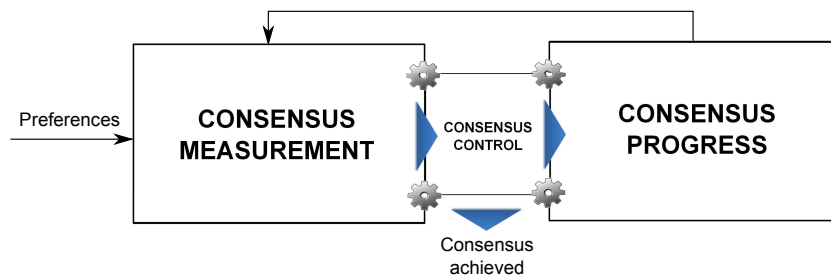 Preferences
CONSENSUS
MEASUREMENT
CONSENSUS
CONTROL
CONSENSUS
PROGRESS
Consensus
achieved